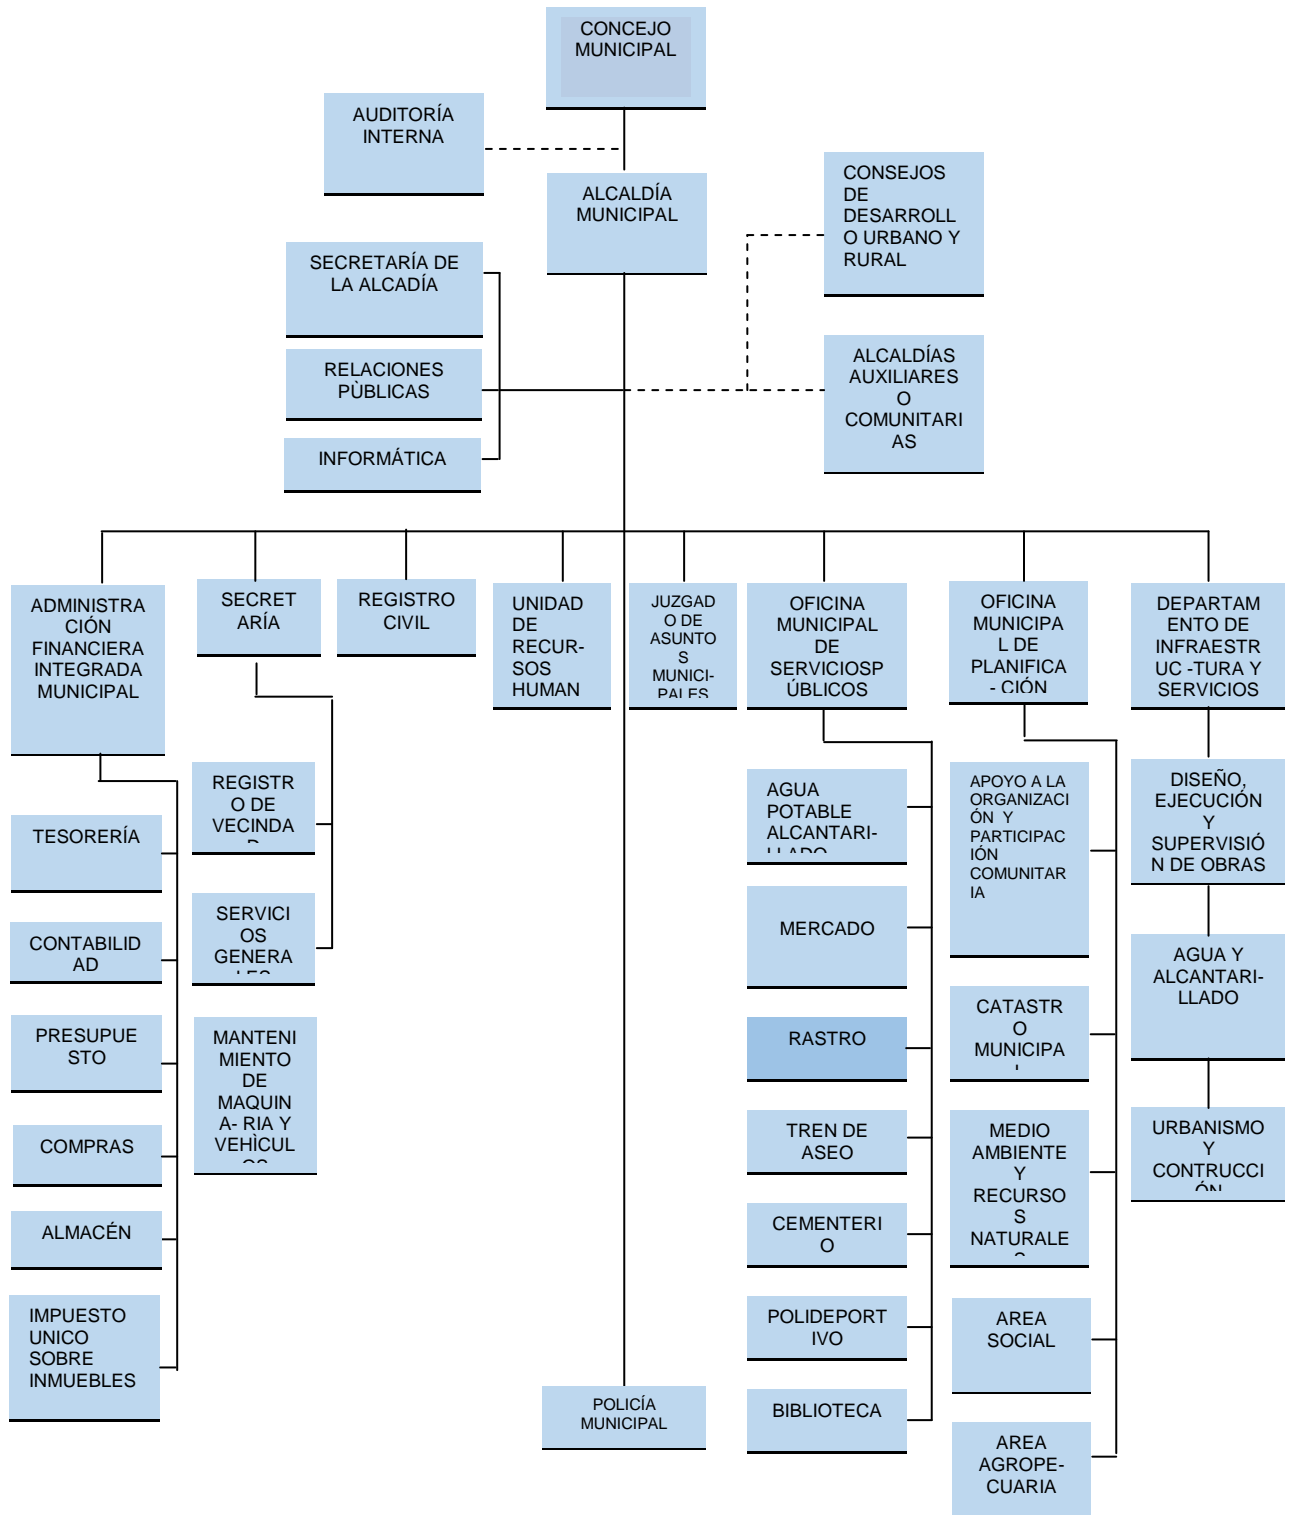 CONCEJO
MUNICIPAL
AUDITORÍA
INTERNA
ALCALDÍA
MUNICIPAL
CONSEJOS
DE
DESARROLL
O URBANO Y
RURAL
SECRETARÍA DE
LA ALCADÍA
RELACIONES
PÙBLICAS
INFORMÁTICA
ALCALDÍAS
AUXILIARES
O
COMUNITARI
AS
ADMINISTRA
CIÓN
FINANCIERA
INTEGRADA
MUNICIPAL
SECRET
ARÍA
REGISTRO
CIVIL
UNIDAD
DE
RECUR-
SOS
HUMAN
JUZGAD
O DE
ASUNTO
S
MUNICI-
PALES
OFICINA
MUNICIPAL
DE
SERVICIOSP
ÚBLICOS
OFICINA
MUNICIPA
L DE
PLANIFICA
- CIÓN
DEPARTAM
ENTO DE
INFRAESTR
UC -TURA Y
SERVICIOS
TESORERÍA
CONTABILID
AD
PRESUPUE
STO
COMPRAS
ALMACÉN
IMPUESTO
UNICO
SOBRE
INMUEBLES
REGISTR
O DE
VECINDA
D
SERVICI
OS
GENERA
LES
MANTENI
MIENTO
DE
MAQUIN
A- RIA Y
VEHÌCUL
OS
POLICÍA
MUNICIPAL
AGUA
POTABLE
ALCANTARI-
LLADO
MERCADO
RASTRO
TREN DE
ASEO
CEMENTERI
O
POLIDEPORT
IVO
BIBLIOTECA
APOYO A LA
ORGANIZACI
ÓN Y
PARTICIPAC
IÓN
COMUNITAR
IA
CATASTR
O
MUNICIPA
L
MEDIO
AMBIENTE
Y
RECURSO
S
NATURALE
S
AREA
SOCIAL
AREA
AGROPE-
CUARIA
DISEÑO,
EJECUCIÓN
Y
SUPERVISIÓ
N DE OBRAS
AGUA Y
ALCANTARI-
LLADO
URBANISMO
Y
CONTRUCCI
ÓN